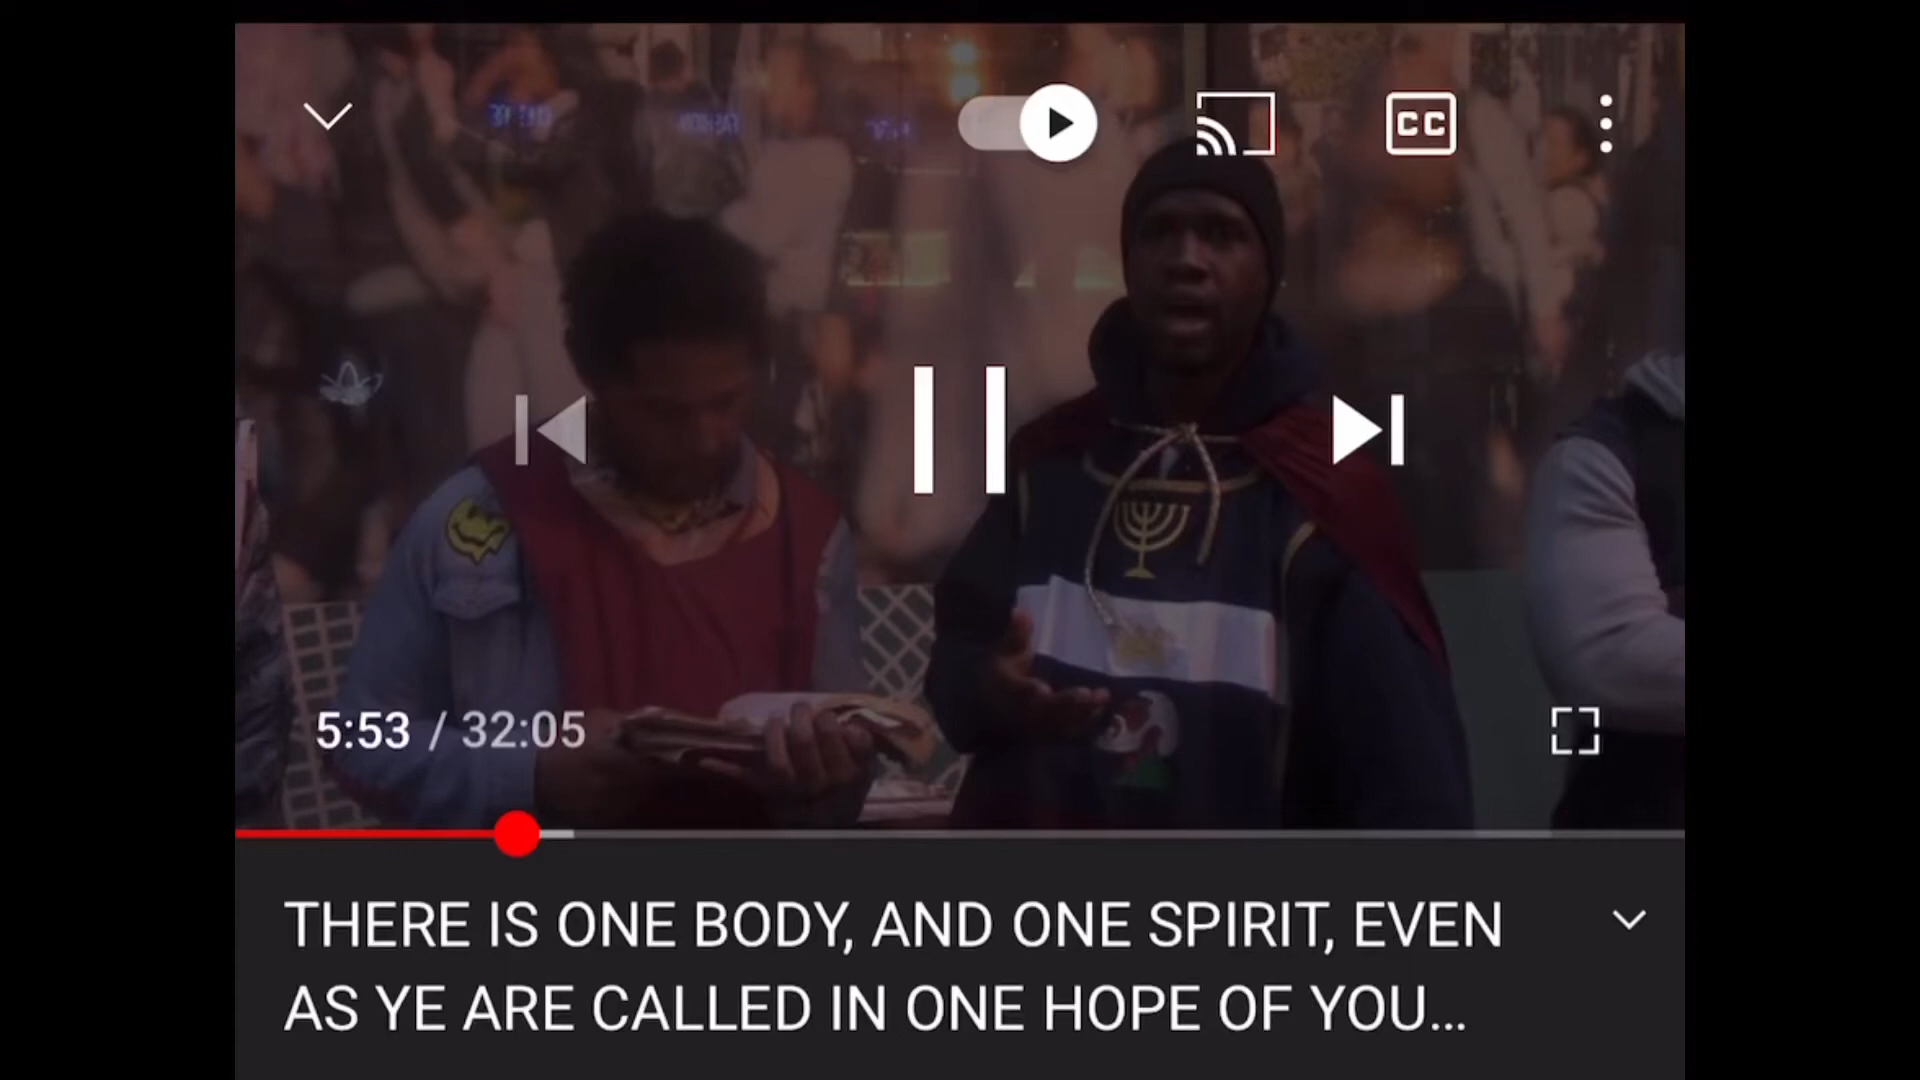 CC
5:53 / 32:05
THERE IS ONE BODY, AND ONE SPIRIT, EVEN
AS YE ARE CALLED IN ONE HOPE OF YOU...